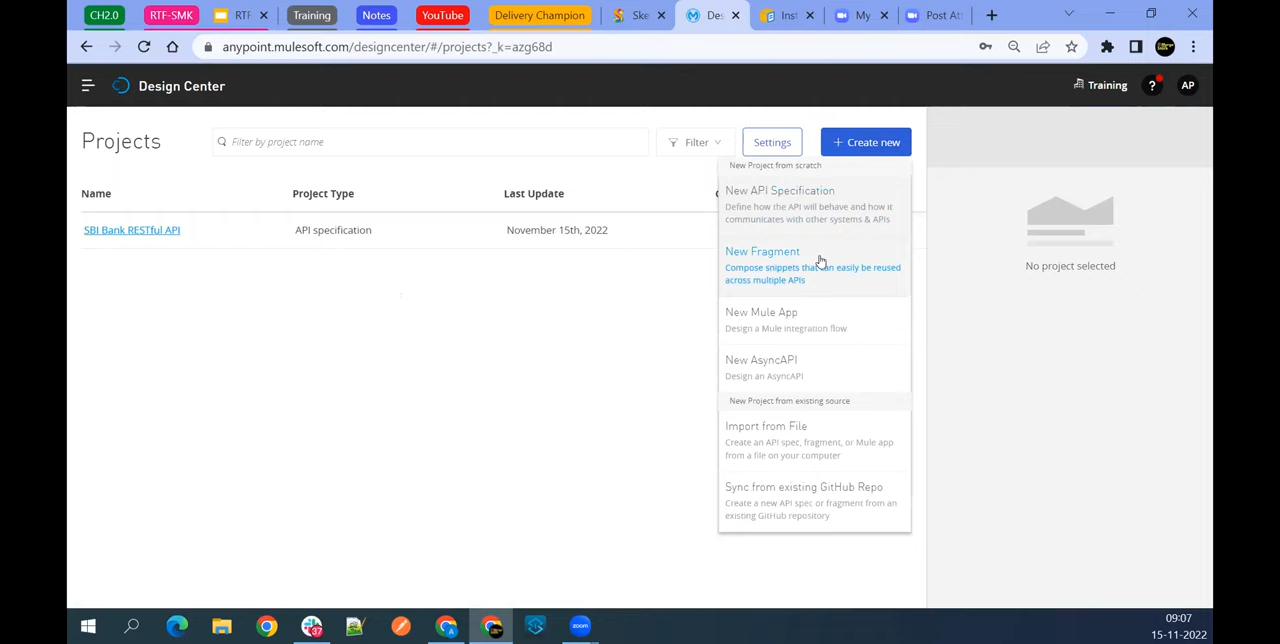 CH2.0
RTF-SMK
RTF
Training
Notes
YouTube
Delivery Champion
Ske
Des
Inst
My
Post At
anypoint.mulesoft.com/designcenter/#/projects?_k=azg68d
Design Center
Training
?
AP
Projects
Filter by project name
Filter
Settings
+ Create new
New Project from scratch
Name
Project Type
Last Update
New API Specification
Define how the API will behave and how it
communicates with other systems & APIs
SBI Bank RESTful API
API specification
November 15th, 2022
New Fragment
Compose snippets that can easily be reused
across multiple APIs
No project selected
New Mule App
Design a Mule integration flow
New AsyncAPI
Design an AsyncAPI
New Project from existing source
Import from File
Create an API spec, fragment, or Mule app
from a file on your computer
Sync from existing GitHub Repo
Create a new API spec or fragment from an
existing GitHub repository
37
zoom
09:07
15-11-2022